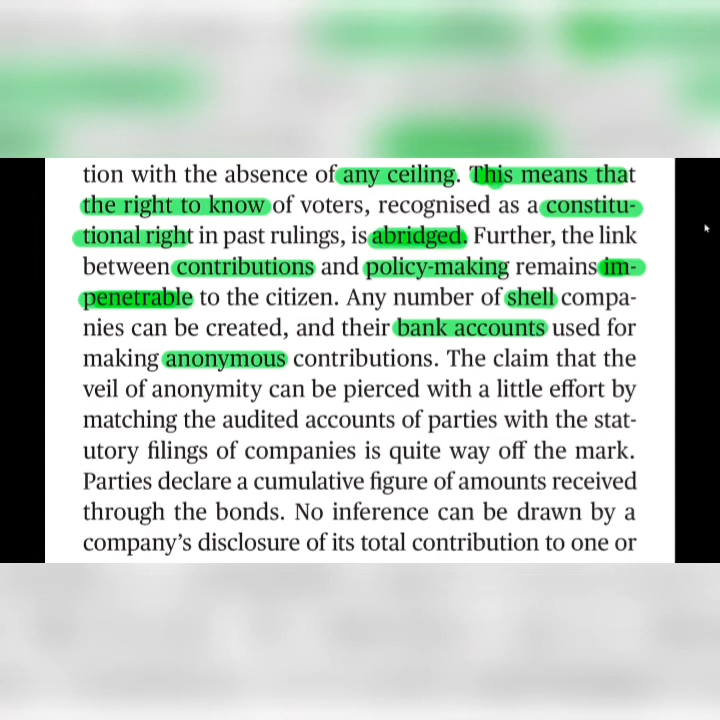 tion with the absence of any ceiling. This means that
the right to know of voters, recognised as a constitu-
tional right in past rulings, is abridged. Further, the link
between contributions and policy-making remains im-
penetrable to the citizen. Any number of shell compa-
nies can be created, and their bank accounts used for
making anonymous contributions. The claim that the
veil of anonymity can be pierced with a little effort by
matching the audited accounts of parties with the stat-
utory filings of companies is quite way off the mark.
Parties declare a cumulative figure of amounts received
through the bonds. No inference can be drawn by a
company’s disclosure of its total contribution to one or